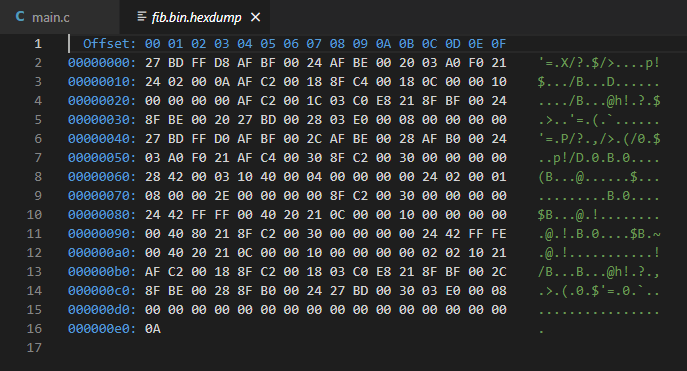 main.c fib.bin.hexdump
1 Offset: 00 01 02 03 04 05 06 07 08 09 0A 0B 0C 0D 0E 0F
2 00000000: 27 BD FF D8 AF BF 00 24 AF BE 00 20 03 A0 F0 21 '=.X/?.$/>....p!
3 00000010: 24 02 00 0A AF C2 00 18 8F C4 00 18 0C 00 00 10 $.../B...D......
4 00000020: 00 00 00 00 AF C2 00 1C 03 C0 E8 21 8F BF 00 24 ..../B...@h!.?.$
5 00000030: 8F BE 00 20 27 BD 00 28 03 E0 00 08 00 00 00 00 .>..'=.(.`......
6 00000040: 27 BD FF D0 AF BF 00 2C AF BE 00 28 AF B0 00 24 '=.P/?.,/>.(/0.$
7 00000050: 03 A0 F0 21 AF C4 00 30 8F C2 00 30 00 00 00 00 ..p!/D.0.B.0....
8 00000060: 28 42 00 03 10 40 00 04 00 00 00 00 24 02 00 01 (B...@......$...
9 00000070: 08 00 00 2E 00 00 00 00 8F C2 00 30 00 00 00 00 .........B.0....
10 00000080: 24 42 FF FF 00 40 20 21 0C 00 00 10 00 00 00 00 $B...@.!........
11 00000090: 00 40 80 21 8F C2 00 30 00 00 00 00 24 42 FF FE .@.!.B.0....$B.~
12 000000a0: 00 40 20 21 0C 00 00 10 00 00 00 00 02 02 10 21 .@.!...........!
13 000000b0: AF C2 00 18 8F C2 00 18 03 C0 E8 21 8F BF 00 2C /B...B...@h!.?.,
14 000000c0: 8F BE 00 28 8F B0 00 24 27 BD 00 30 03 E0 00 08 .>.(.0.$'=.0.`..
15 000000d0: 00 00 00 00 00 00 00 00 00 00 00 00 00 00 00 00 ................
16 000000e0: 0A .
17